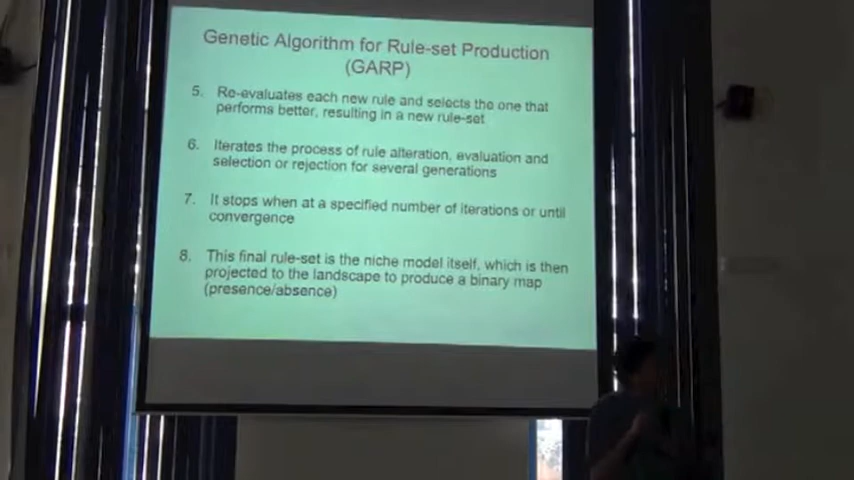 Genetic Algorithm for Rule-set Production
(GARP)
5. Re-evaluates each new rule and selects the one that
performs better, resulting in a new rule-set
6. Iterates the process of rule alteration, evaluation and
selection or rejection for several generations
7. It stops when at a specified number of iterations or until
convergence
8. This final rule-set is the niche model itself, which is then
projected to the landscape to produce a binary map
(presence/absence)